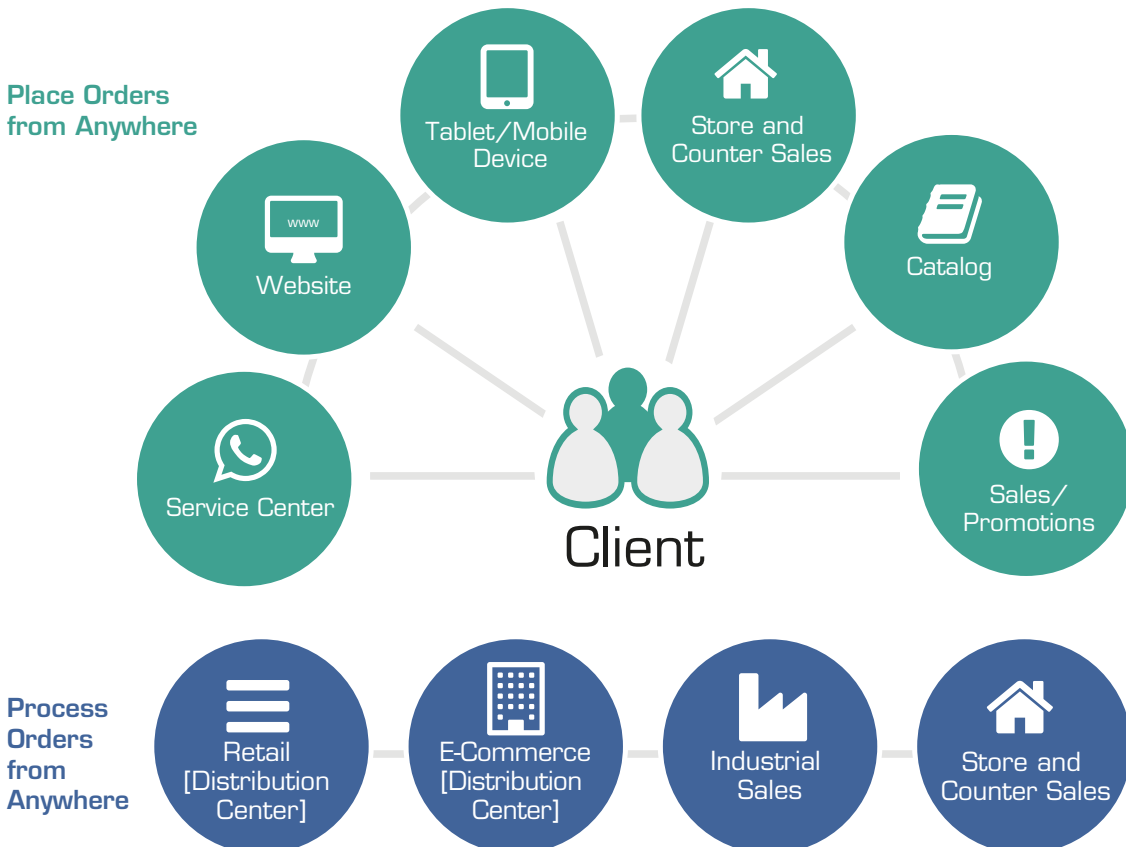 Place Orders
from Anywhere
Tablet/Mobile
Device
Store and
Counter Sales
www
Website
Catalog
Service Center
Sales/
Promotions
Client
Process
Orders
from
Anywhere
Retail
[Distribution
Center]
E-Commerce
[Distribution
Center]
Industrial
Sales
Store and
Counter Sales